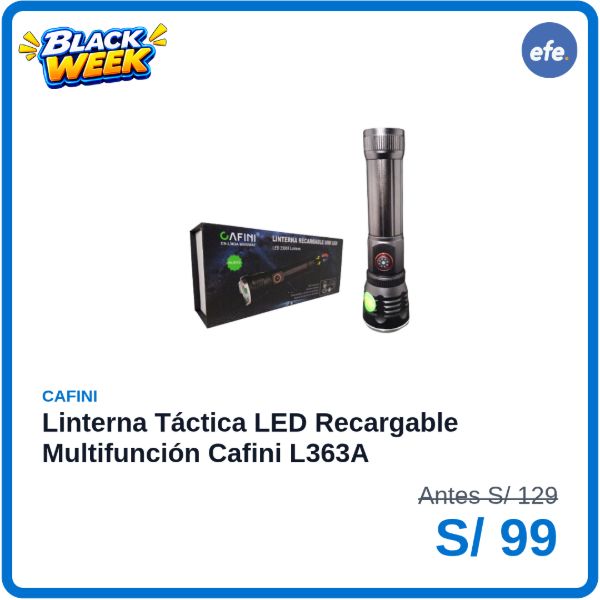 BLACK
WEEK
efe.
CAFINI
LINTERNA RECARGABLE
CAFINI
Linterna Táctica LED Recargable
Multifunción Cafini L363A
Antes S/ 129
S/ 99